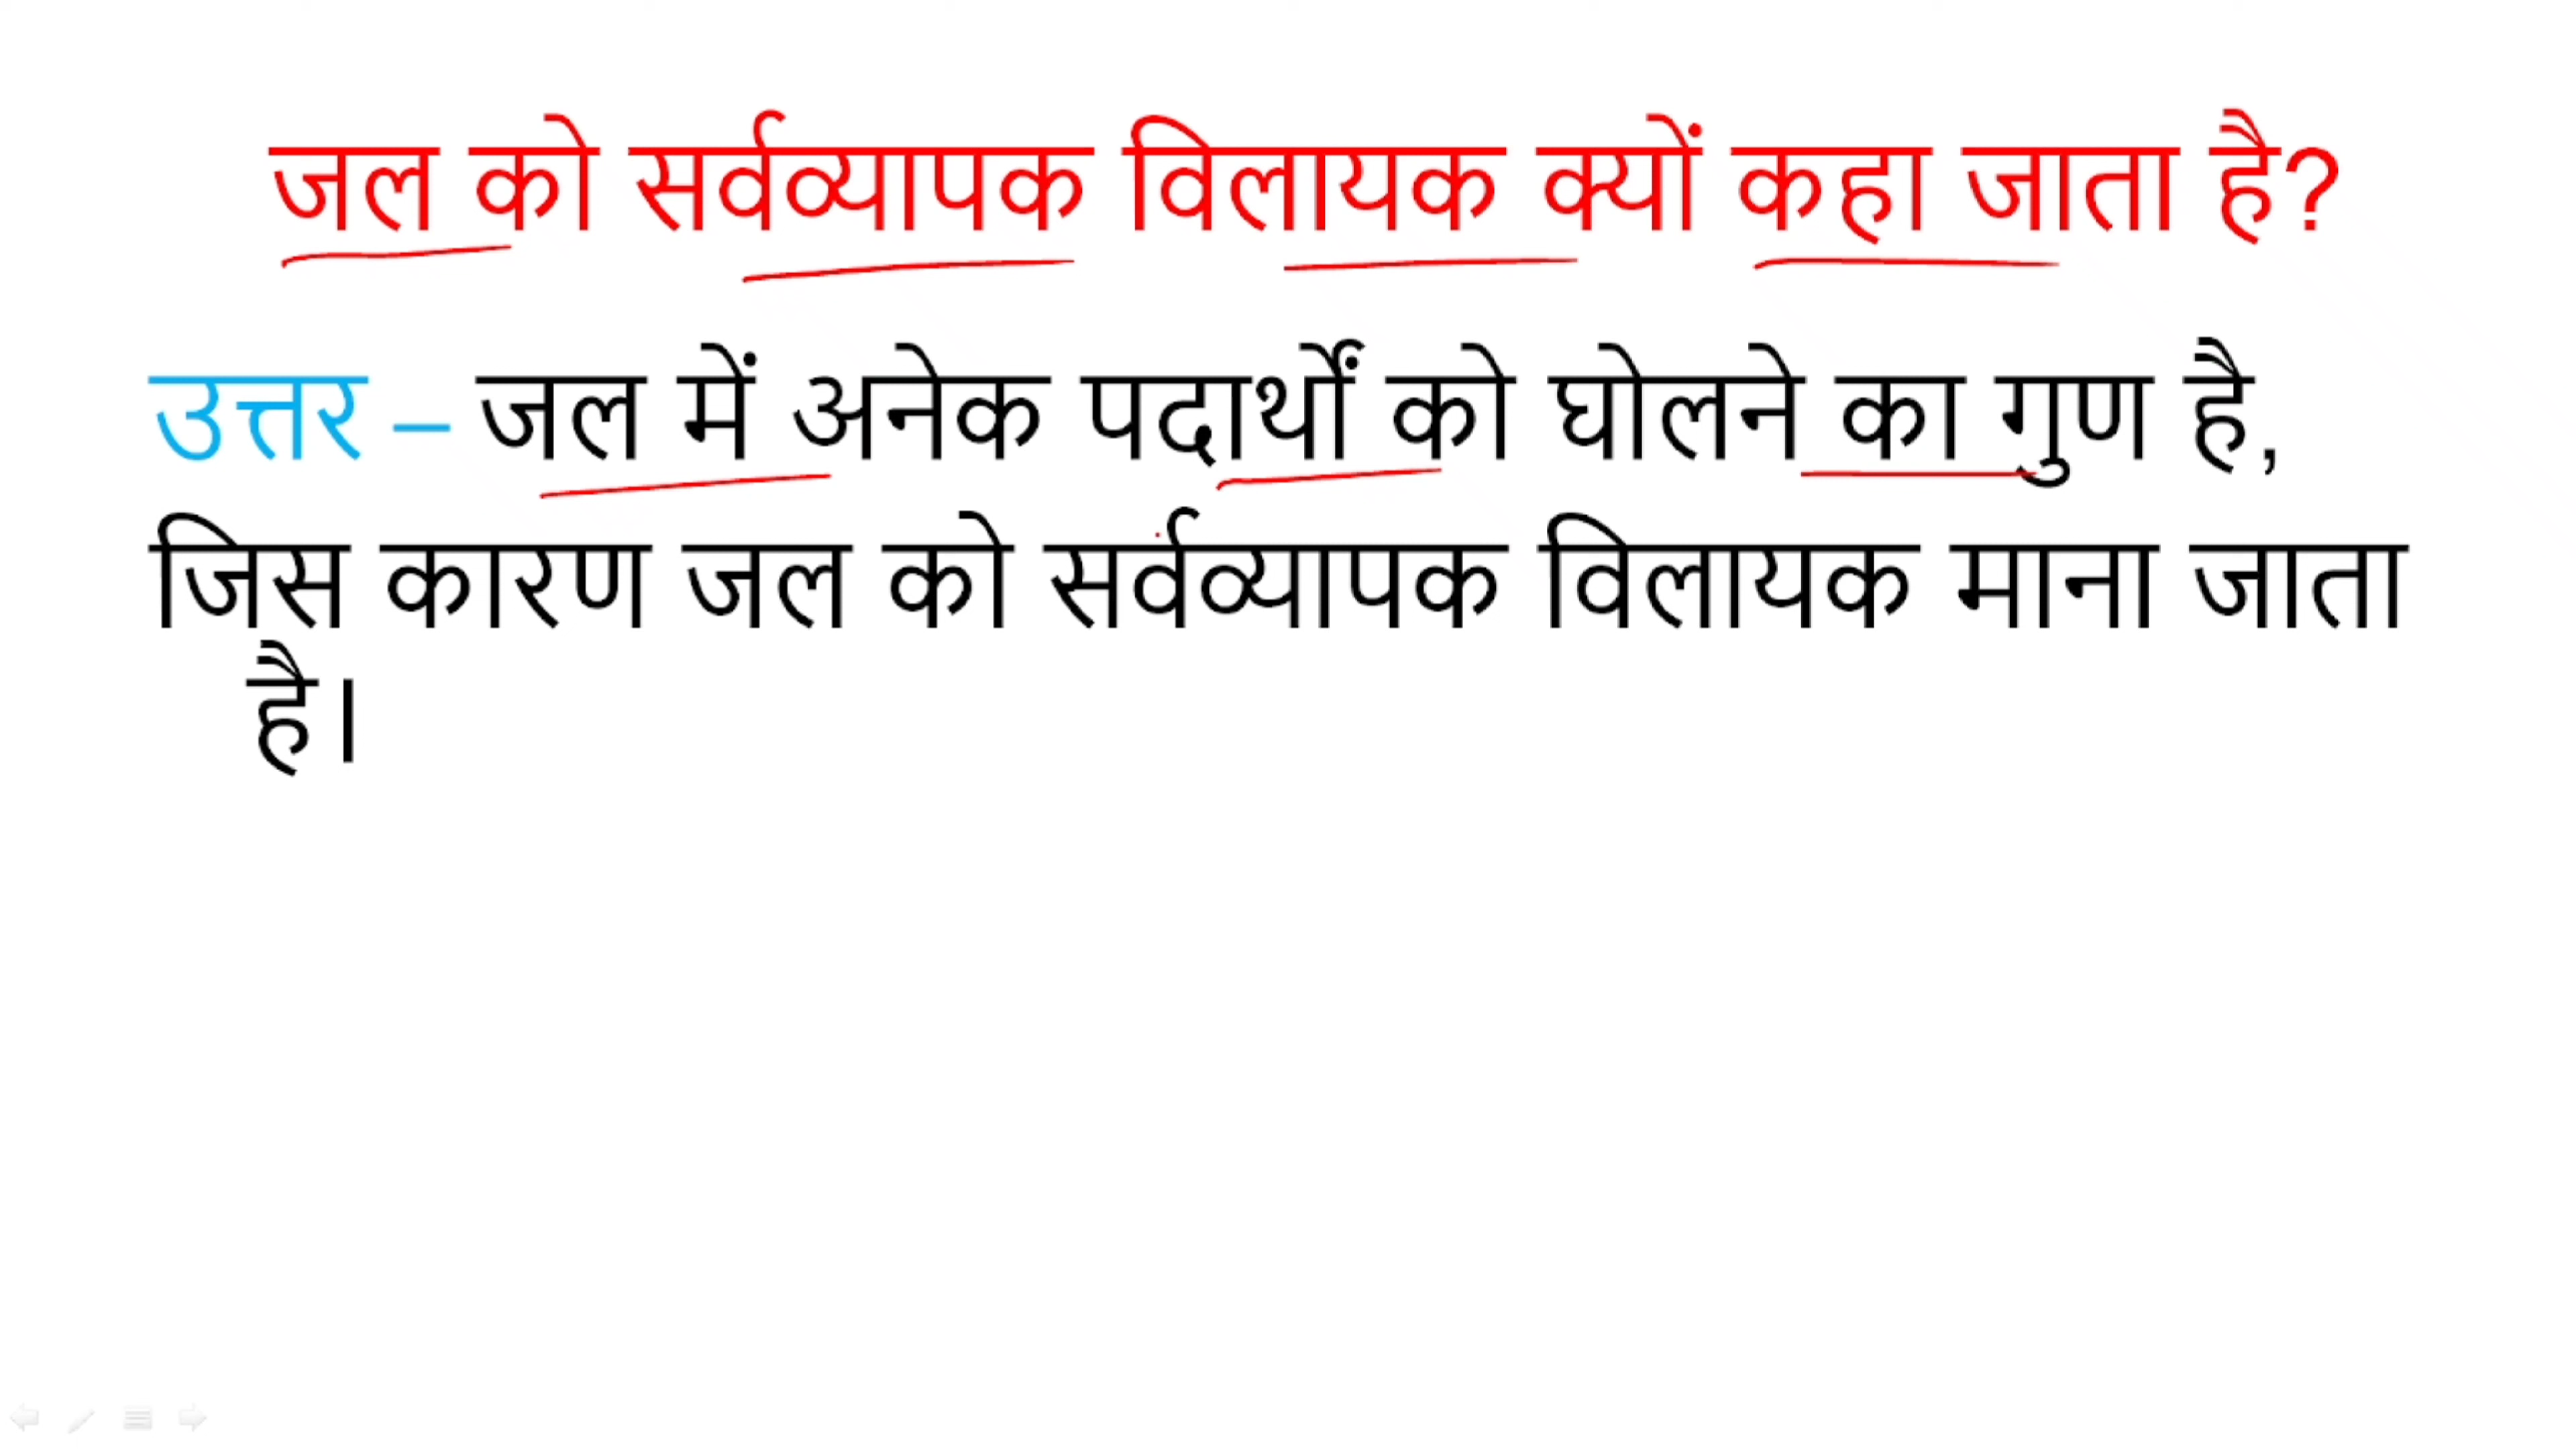 जल को सर्वव्यापक विलायक क्यों कहा जाता है?
उत्तर – जल में अनेक पदार्थों को घोलने का गुण है,
जिस कारण जल को सर्वव्यापक विलायक माना जाता
है।